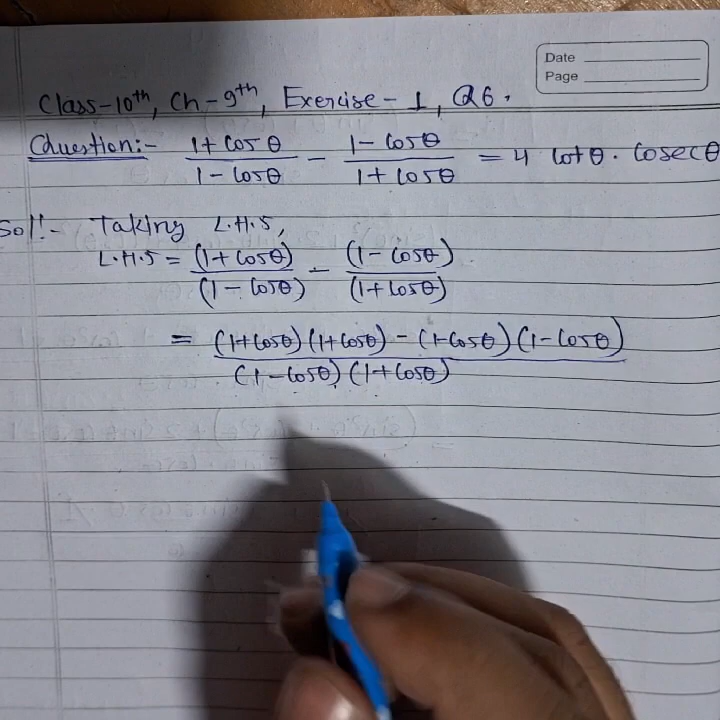 Date
Page
Class-10th, Ch-9th, Exercise-1, Q6.
Question:- (1+cosθ)/(1-cosθ) - (1-cosθ)/(1+cosθ) = 4 cotθ. cosecθ
Sol!- Taking L.H.S,
L.H.S = (1+cosθ)/(1-cosθ) - (1-cosθ)/(1+cosθ)
= ((1+cosθ)(1+cosθ) - (1-cosθ)(1-cosθ))/((1-cosθ)(1+cosθ))